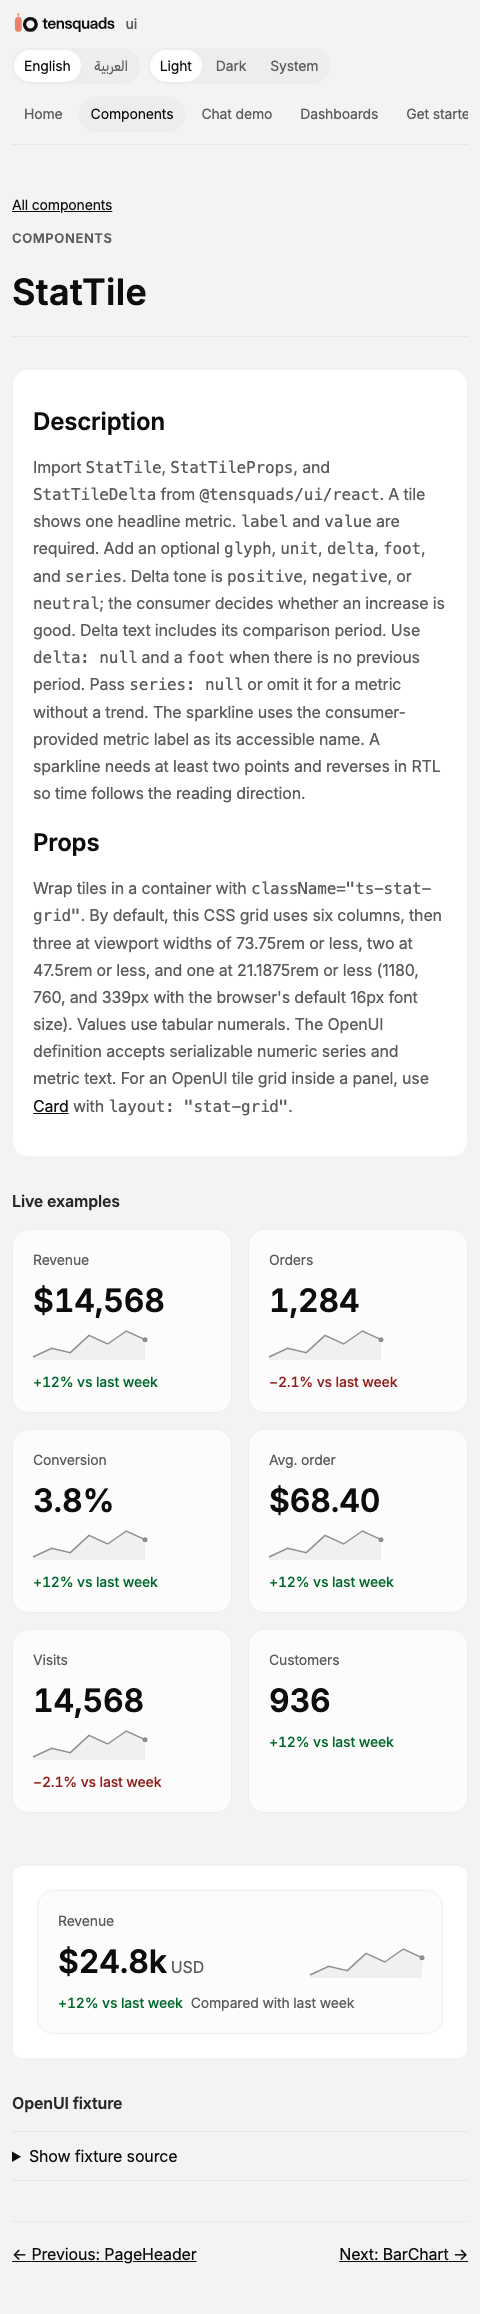 tensquads ui
English العربية Light Dark System
Home Components Chat demo Dashboards Get starte
All components
COMPONENTS
StatTile
Description
Import StatTile, StatTileProps, and
StatTileDelta from @tensquads/ui/react. A tile
shows one headline metric. label and value are
required. Add an optional glyph, unit, delta, foot,
and series. Delta tone is positive, negative, or
neutral; the consumer decides whether an increase is
good. Delta text includes its comparison period. Use
delta: null and a foot when there is no previous
period. Pass series: null or omit it for a metric
without a trend. The sparkline uses the consumer-
provided metric label as its accessible name. A
sparkline needs at least two points and reverses in RTL
so time follows the reading direction.
Props
Wrap tiles in a container with className="ts-stat-
grid". By default, this CSS grid uses six columns, then
three at viewport widths of 73.75rem or less, two at
47.5rem or less, and one at 21.1875rem or less (1180,
760, and 339px with the browser's default 16px font
size). Values use tabular numerals. The OpenUI
definition accepts serializable numeric series and
metric text. For an OpenUI tile grid inside a panel, use
Card with layout: "stat-grid".
Live examples
Revenue
$14,568
+12% vs last week
Orders
1,284
−2.1% vs last week
Conversion
3.8%
+12% vs last week
Avg. order
$68.40
+12% vs last week
Visits
14,568
−2.1% vs last week
Customers
936
+12% vs last week
Revenue
$24.8k USD
+12% vs last week Compared with last week
OpenUI fixture
Show fixture source
← Previous: PageHeader
Next: BarChart →